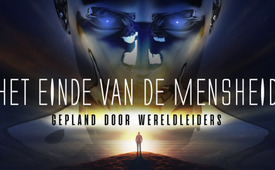 HET EINDE VAN DE MENSHEID
GEPLAND DOOR WERELDLEIDERS